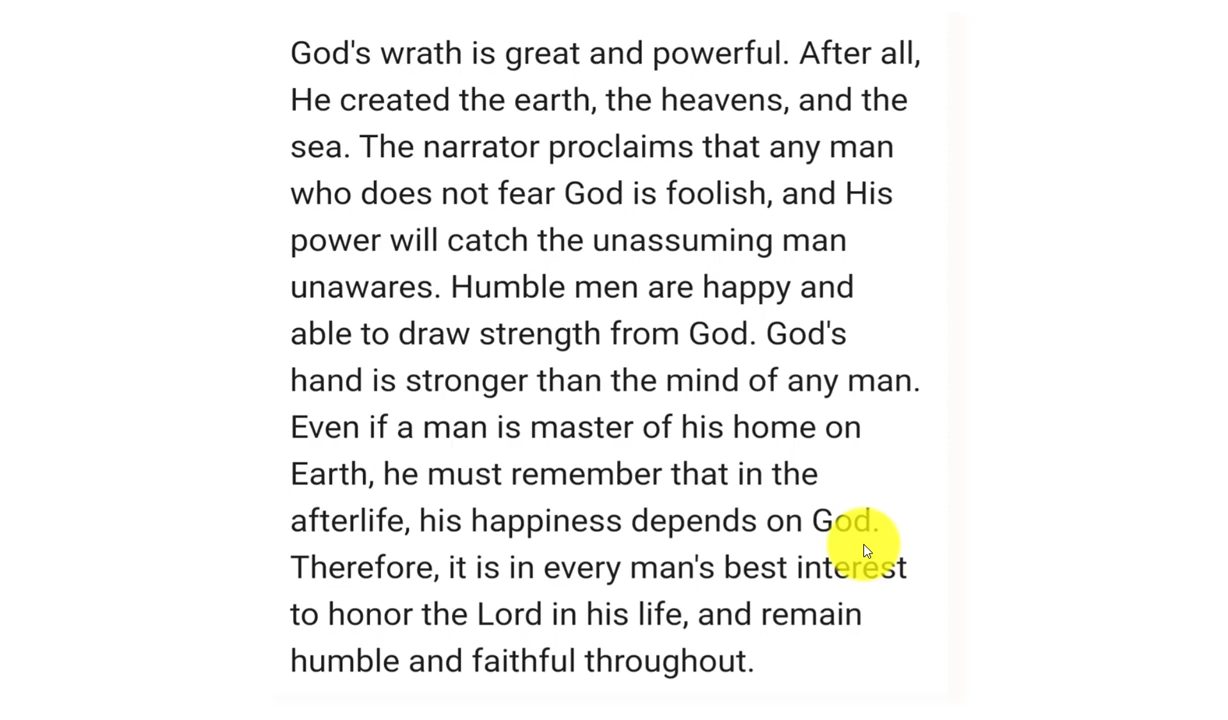 God's wrath is great and powerful. After all,
He created the earth, the heavens, and the
sea. The narrator proclaims that any man
who does not fear God is foolish, and His
power will catch the unassuming man
unawares. Humble men are happy and
able to draw strength from God. God's
hand is stronger than the mind of any man.
Even if a man is master of his home on
Earth, he must remember that in the
afterlife, his happiness depends on God.
Therefore, it is in every man's best interest
to honor the Lord in his life, and remain
humble and faithful throughout.